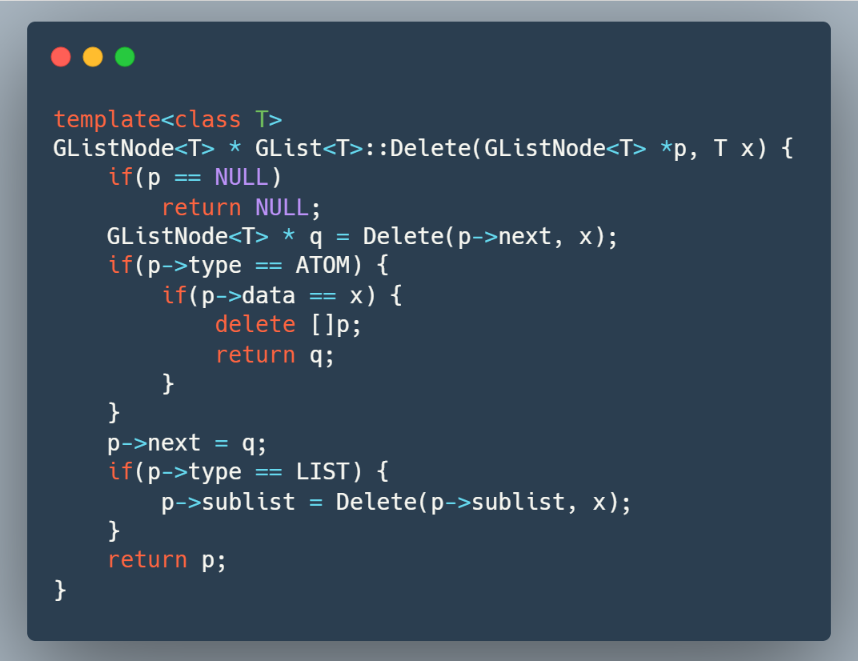 template<class T>
GListNode<T> * GList<T>::Delete(GListNode<T> *p, T x) {
    if(p == NULL)
        return NULL;
    GListNode<T> * q = Delete(p->next, x);
    if(p->type == ATOM) {
        if(p->data == x) {
            delete []p;
            return q;
        }
    }
    p->next = q;
    if(p->type == LIST) {
        p->sublist = Delete(p->sublist, x);
    }
    return p;
}